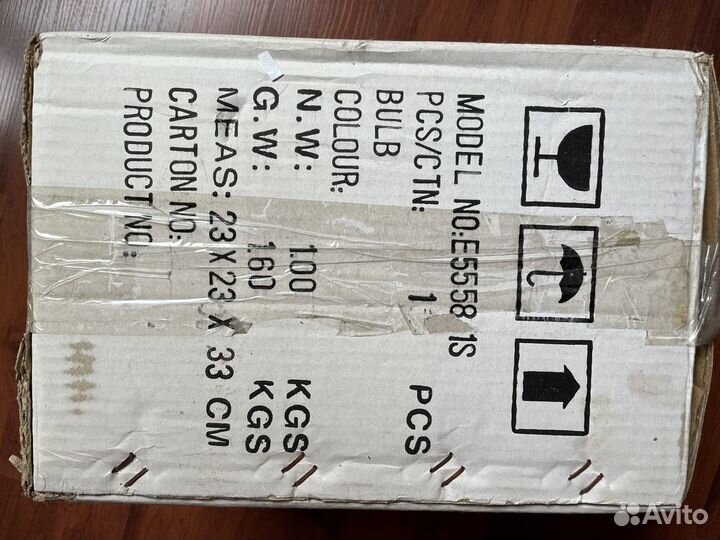 MODEL NO:E5558 1S
PCS/CTN: 1 PCS
BULB
COLOUR:
N.W: 1.00 KGS
G.W: 1.60 KGS
MEAS: 23 X 23 X 33 CM
CARTON NO:
PRODUCT NO:
Avito